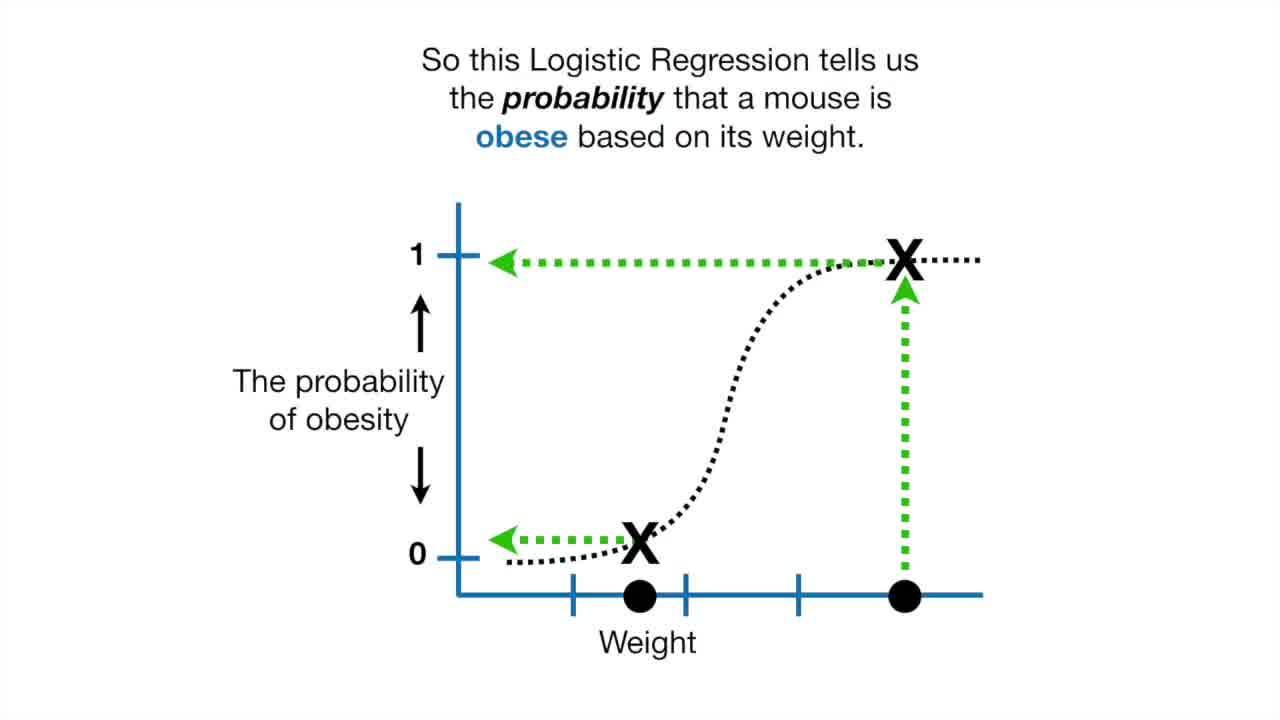 So this Logistic Regression tells us
the probability that a mouse is
obese based on its weight.
1
The probability
of obesity
0
X
X
Weight